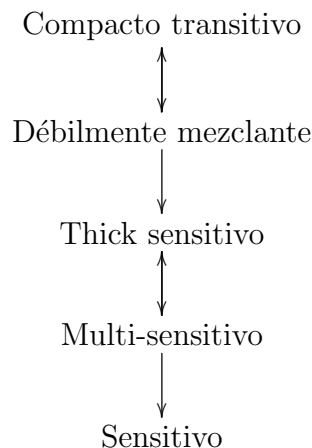 Compacto transitivo
Débilmente mezclante
Thick sensitivo
Multi-sensitivo
Sensitivo